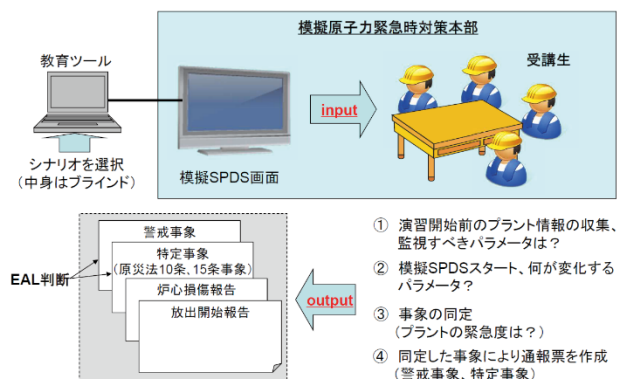 模擬原子力緊急時対策本部
教育ツール
受講生
input
シナリオを選択
(中身はブラインド)
模擬SPDS画面
警戒事象
特定事象
(原災法10条、15条事象)
EAL判断
炉心損傷報告
放出開始報告
output
① 演習開始前のプラント情報の収集、
監視すべきパラメータは？
② 模擬SPDSスタート、何が変化する
パラメータ？
③ 事象の同定
(プラントの緊急度は？)
④ 同定した事象により通報票を作成
(警戒事象、特定事象)